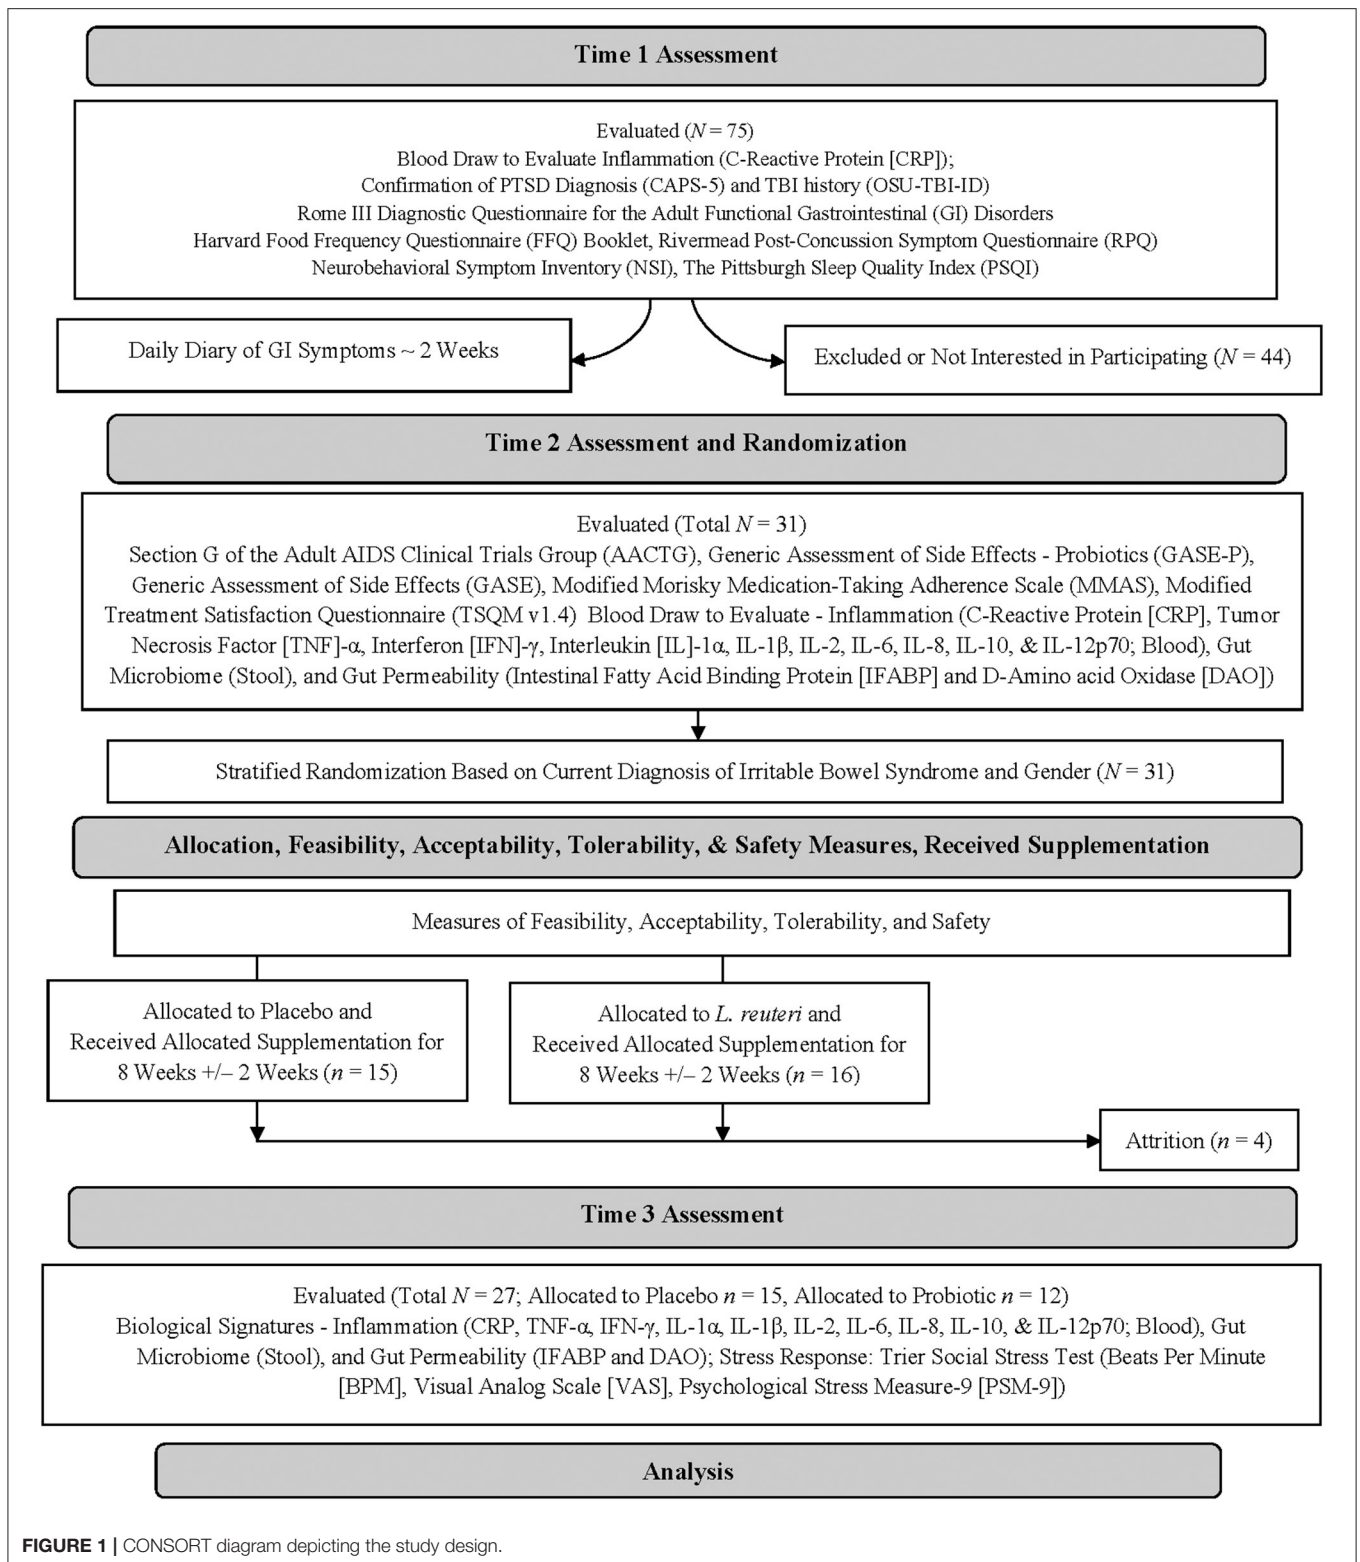 Time 1 Assessment
Evaluated (N = 75)
Blood Draw to Evaluate Inflammation (C-Reactive Protein [CRP]);
Confirmation of PTSD Diagnosis (CAPS-5) and TBI history (OSU-TBI-ID)
Rome III Diagnostic Questionnaire for the Adult Functional Gastrointestinal (GI) Disorders
Harvard Food Frequency Questionnaire (FFQ) Booklet, Rivermead Post-Concussion Symptom Questionnaire (RPQ)
Neurobehavioral Symptom Inventory (NSI), The Pittsburgh Sleep Quality Index (PSQI)
Daily Diary of GI Symptoms ~ 2 Weeks
Excluded or Not Interested in Participating (N = 44)
Time 2 Assessment and Randomization
Evaluated (Total N = 31)
Section G of the Adult AIDS Clinical Trials Group (AACTG), Generic Assessment of Side Effects - Probiotics (GASE-P),
Generic Assessment of Side Effects (GASE), Modified Morisky Medication-Taking Adherence Scale (MMAS), Modified
Treatment Satisfaction Questionnaire (TSQM v1.4) Blood Draw to Evaluate - Inflammation (C-Reactive Protein [CRP], Tumor
Necrosis Factor [TNF]-α, Interferon [IFN]-γ, Interleukin [IL]-1α, IL-1β, IL-2, IL-6, IL-8, IL-10, & IL-12p70; Blood), Gut
Microbiome (Stool), and Gut Permeability (Intestinal Fatty Acid Binding Protein [IFABP] and D-Amino acid Oxidase [DAO])
Stratified Randomization Based on Current Diagnosis of Irritable Bowel Syndrome and Gender (N = 31)
Allocation, Feasibility, Acceptability, Tolerability, & Safety Measures, Received Supplementation
Measures of Feasibility, Acceptability, Tolerability, and Safety
Allocated to Placebo and
Received Allocated Supplementation for
8 Weeks +/– 2 Weeks (n = 15)
Allocated to L. reuteri and
Received Allocated Supplementation for
8 Weeks +/– 2 Weeks (n = 16)
Attrition (n = 4)
Time 3 Assessment
Evaluated (Total N = 27; Allocated to Placebo n = 15, Allocated to Probiotic n = 12)
Biological Signatures - Inflammation (CRP, TNF-α, IFN-γ, IL-1α, IL-1β, IL-2, IL-6, IL-8, IL-10, & IL-12p70; Blood), Gut
Microbiome (Stool), and Gut Permeability (IFABP and DAO); Stress Response: Trier Social Stress Test (Beats Per Minute
[BPM], Visual Analog Scale [VAS], Psychological Stress Measure-9 [PSM-9])
Analysis
FIGURE 1 | CONSORT diagram depicting the study design.